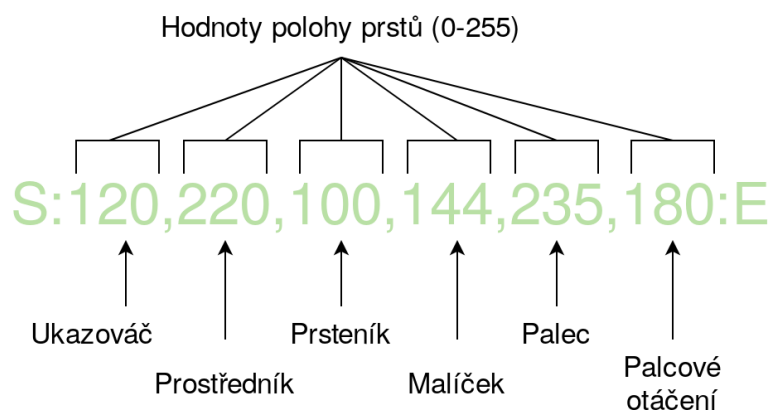 Hodnoty polohy prstů (0-255)
S:120,220,100,144,235,180:E
Ukazováč
Prsteník
Palec
Prostředník
Malíček
Palcové
otáčení